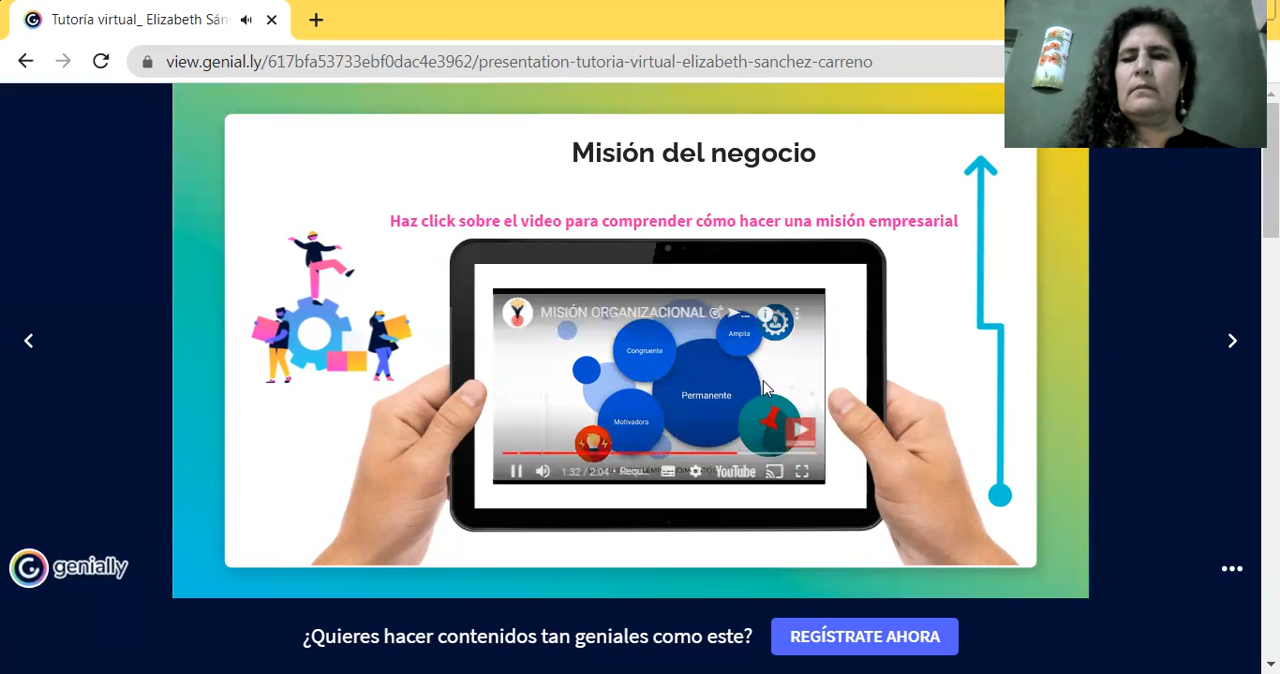 Tutoría virtual_ Elizabeth Sán
view.genial.ly/617bfa53733ebf0dac4e3962/presentation-tutoria-virtual-elizabeth-sanchez-carreno
Misión del negocio
Haz click sobre el video para comprender cómo hacer una misión empresarial
MISIÓN ORGANIZACIONAL
Amplia
Congruente
Permanente
Motivadora
1:32 / 2:04
Requ...
YouTube
genially
¿Quieres hacer contenidos tan geniales como este?
REGÍSTRATE AHORA